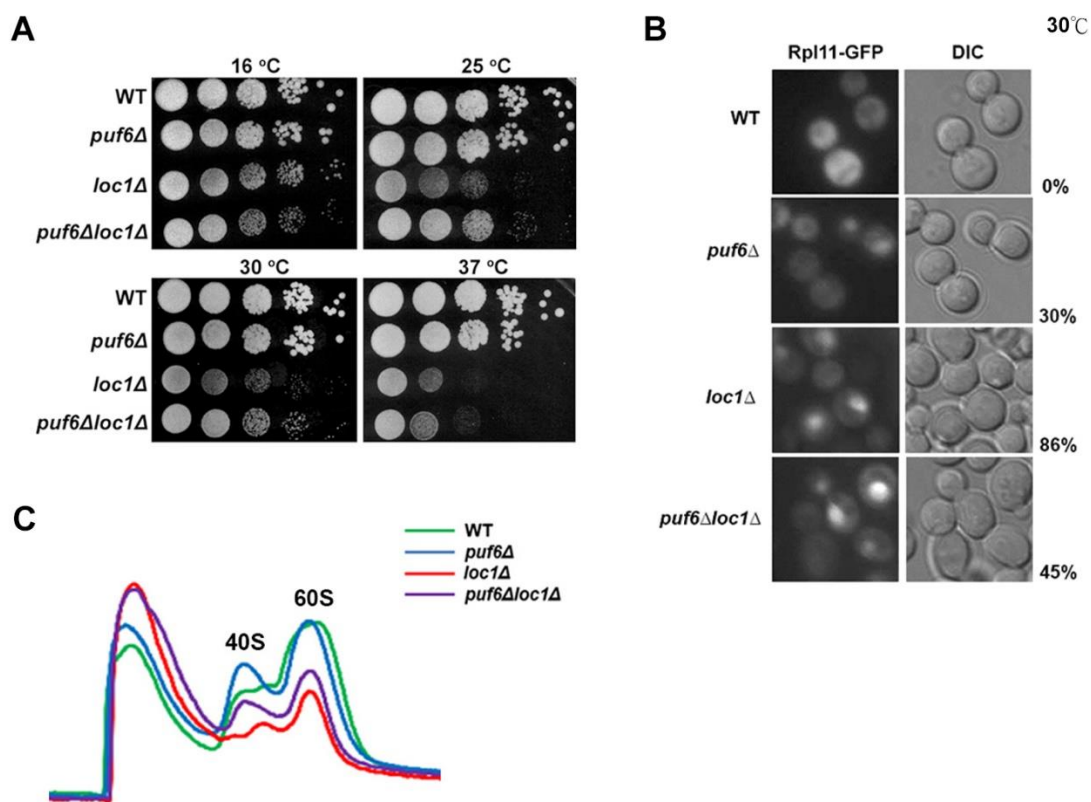 A
16 °C
25 °C
WT
puf6Δ
loc1Δ
puf6Δloc1Δ
30 °C
37 °C
WT
puf6Δ
loc1Δ
puf6Δloc1Δ
B
30℃
Rpl11-GFP
DIC
WT
0%
puf6Δ
30%
loc1Δ
86%
puf6Δloc1Δ
45%
C
WT
puf6Δ
loc1Δ
puf6Δloc1Δ
40S
60S